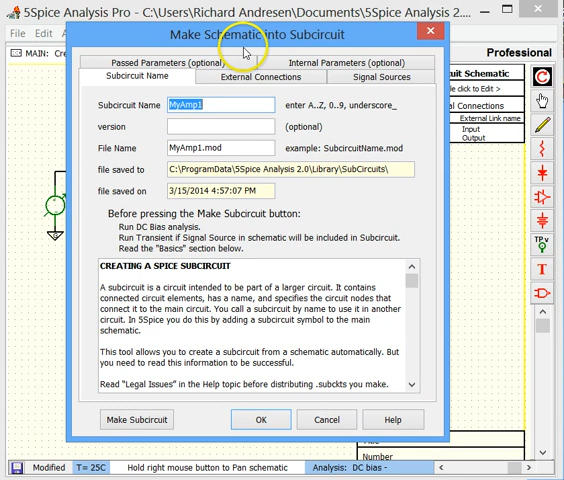 5Spice Analysis Pro - C:\Users\Richard Andresen\Documents\5Spice Analysis 2....
File Edit A
MAIN: Cre
Professional
Make Schematic into Subcircuit
Passed Parameters (optional) Internal Parameters (optional)
Subcircuit Name External Connections Signal Sources
Subcircuit Name MyAmp1 enter A..Z, 0..9, underscore_
version (optional)
File Name MyAmp1.mod example: SubcircuitName.mod
file saved to C:\ProgramData\5Spice Analysis 2.0\Library\SubCircuits\
file saved on 3/15/2014 4:57:07 PM
Before pressing the Make Subcircuit button:
Run DC Bias analysis.
Run Transient if Signal Source in schematic will be included in Subcircuit.
Read the "Basics" section below.
CREATING A SPICE SUBCIRCUIT
A subcircuit is a circuit intended to be part of a larger circuit. It contains
connected circuit elements, has a name, and specifies the circuit nodes that
connect it to the main circuit. You call a subcircuit by name to use it in another
circuit. In 5Spice you do this by adding a subcircuit symbol to the main
schematic.
This tool allows you to create a subcircuit from a schematic automatically. But
you need to read this information to be successful.
Read "Legal Issues" in the Help topic before distributing .subckts you make.
Make Subcircuit OK Cancel Help
uit Schematic
le click to Edit >
al Connections
External Link name
Input
Output
TPv
T
Number
Modified T= 25C Hold right mouse button to Pan schematic Analysis: DC bias -